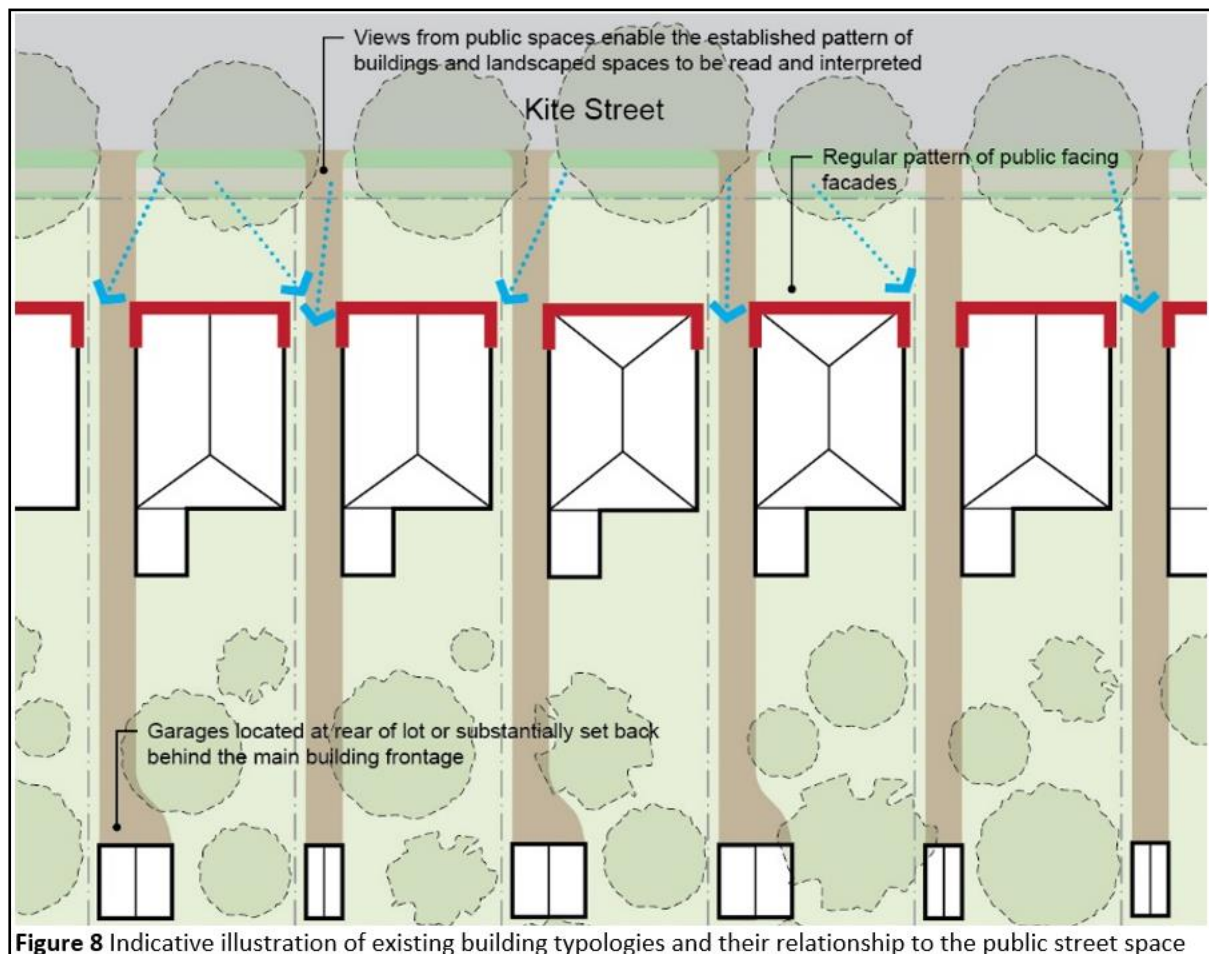 Views from public spaces enable the established pattern of
buildings and landscaped spaces to be read and interpreted
Kite Street
Regular pattern of public facing
facades
Garages located at rear of lot or substantially set back
behind the main building frontage
Figure 8 Indicative illustration of existing building typologies and their relationship to the public street space